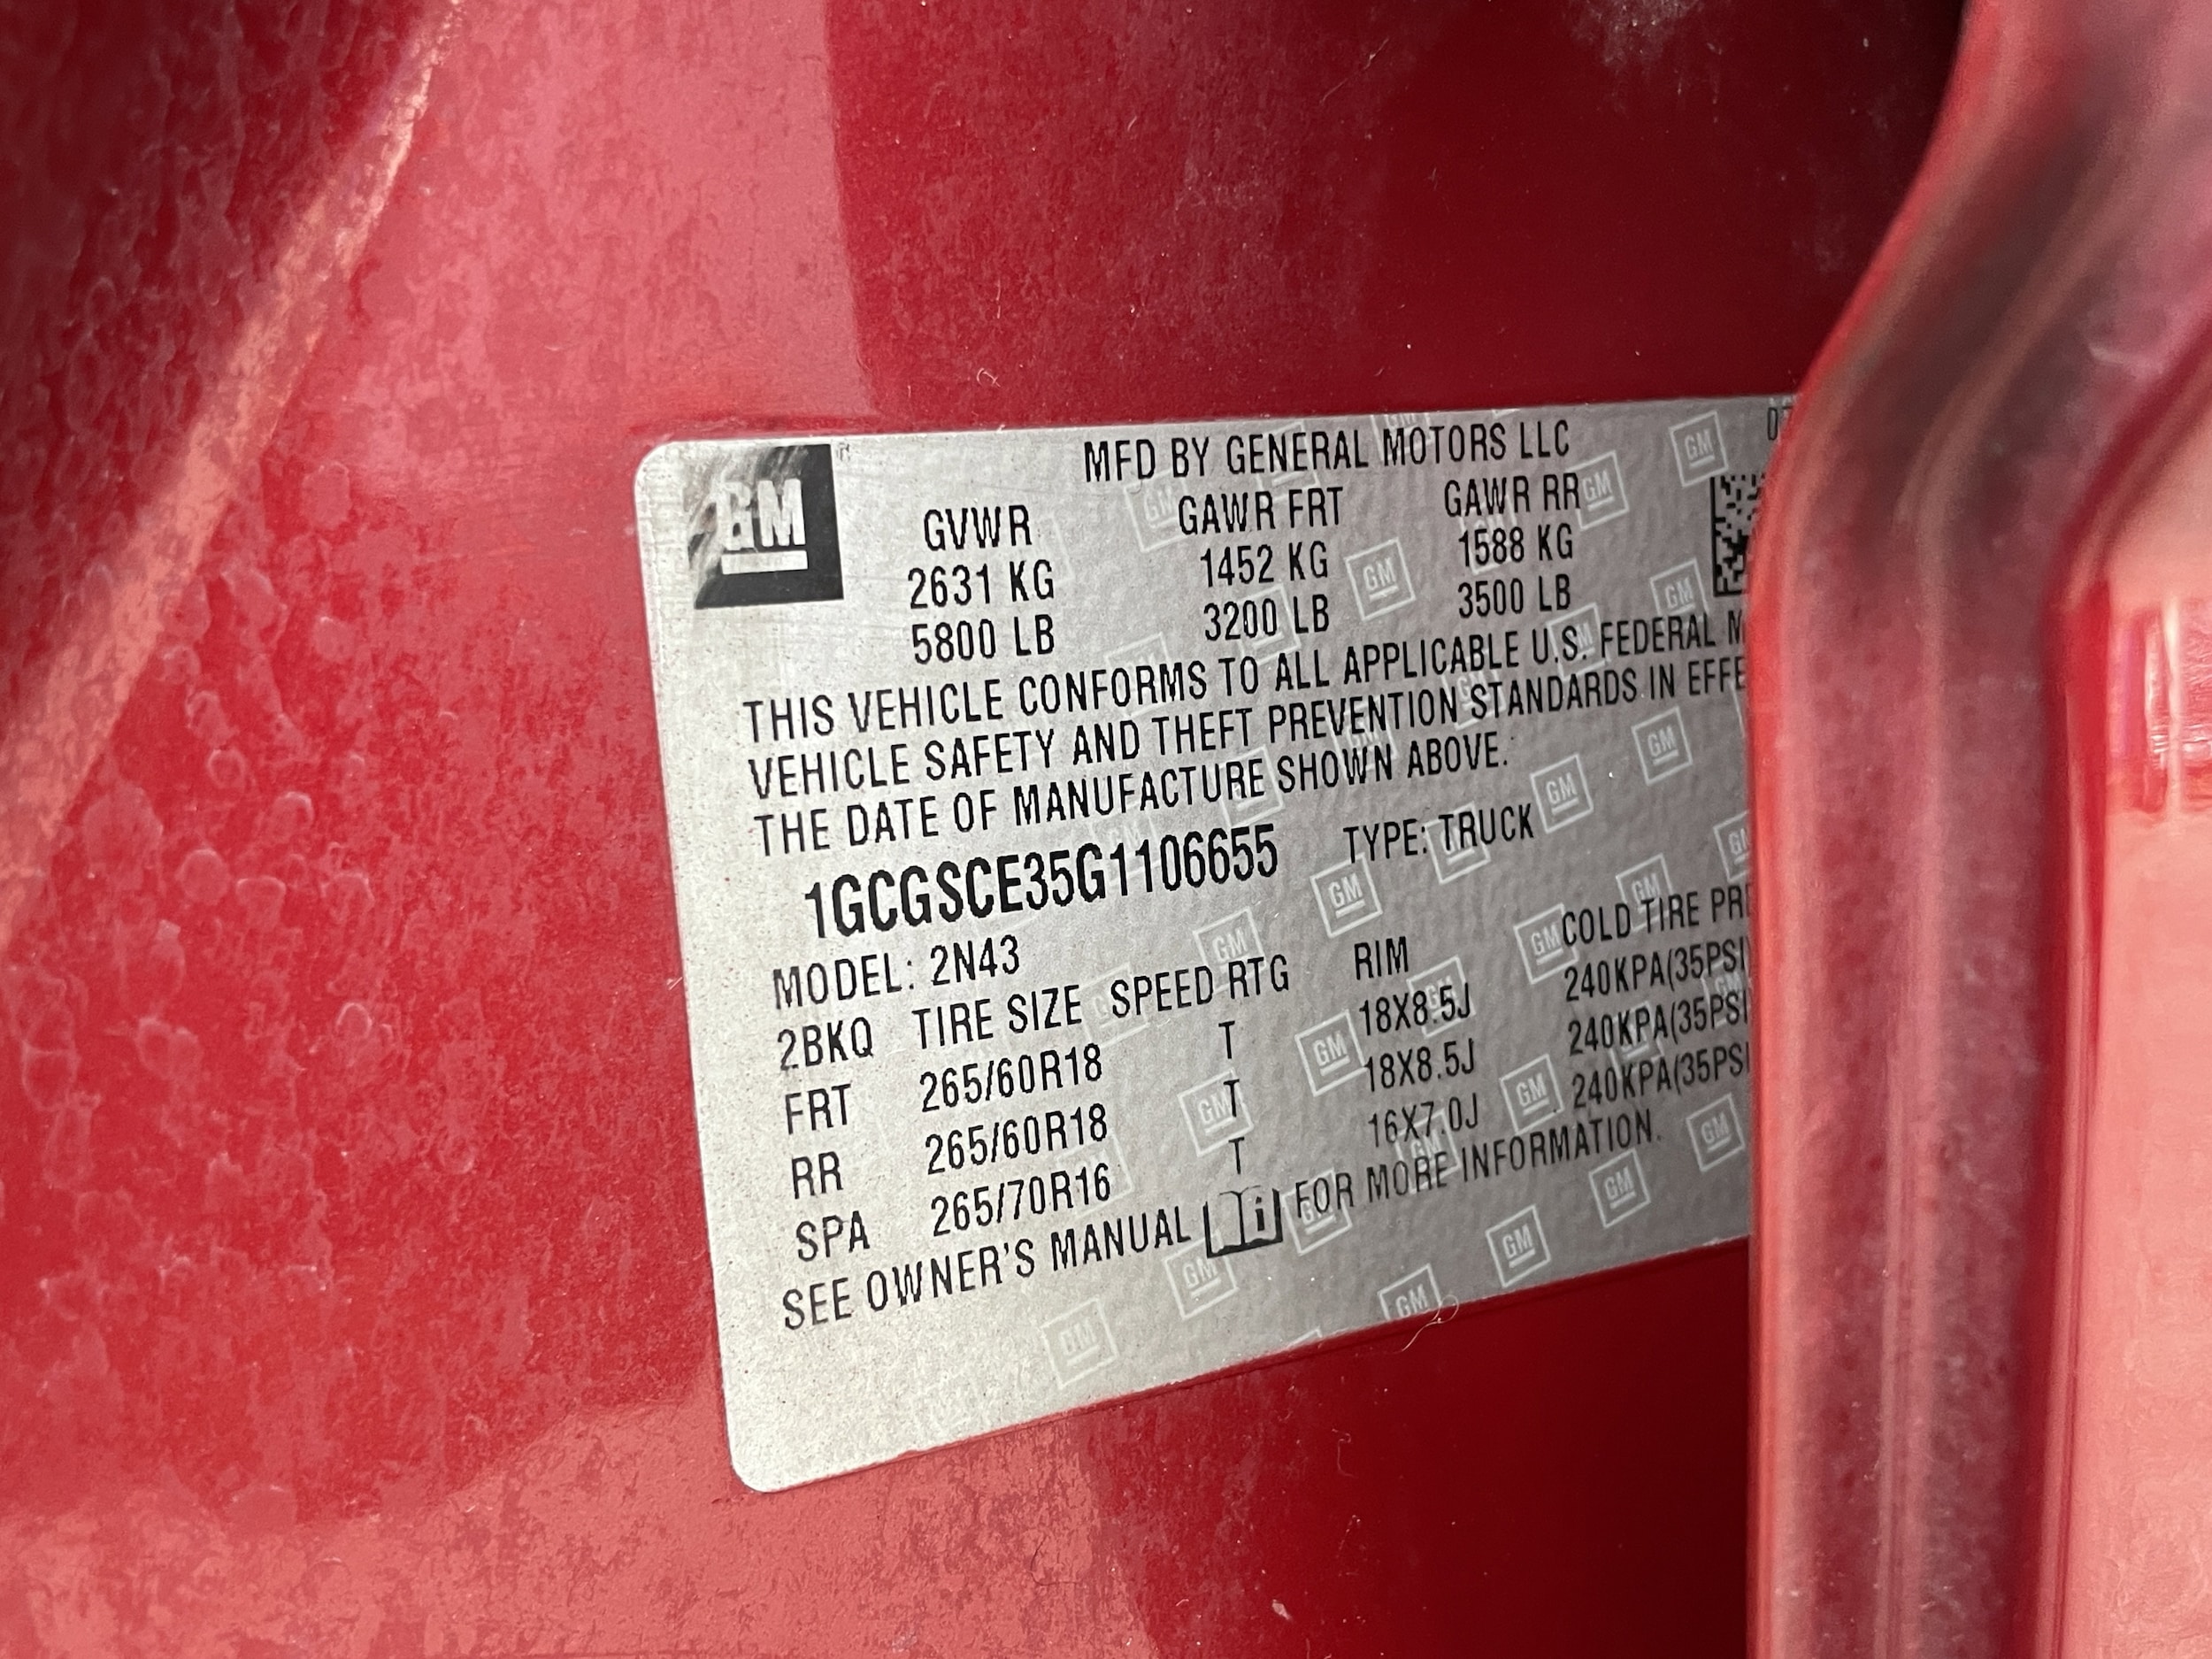 GM
MFD BY GENERAL MOTORS LLC
GVWR GAWR FRT GAWR RR
2631 KG 1452 KG 1588 KG
5800 LB 3200 LB 3500 LB
THIS VEHICLE CONFORMS TO ALL APPLICABLE U.S. FEDERAL M
VEHICLE SAFETY AND THEFT PREVENTION STANDARDS IN EFFE
THE DATE OF MANUFACTURE SHOWN ABOVE.
1GCGSCE35G1106655 TYPE: TRUCK
MODEL: 2N43
2BKQ TIRE SIZE SPEED RTG RIM COLD TIRE PRE
FRT 265/60R18 T 18X8.5J 240KPA(35PSI)
RR 265/60R18 T 18X8.5J 240KPA(35PSI
SPA 265/70R16 T 16X7.0J 240KPA(35PSI
SEE OWNER'S MANUAL i FOR MORE INFORMATION.